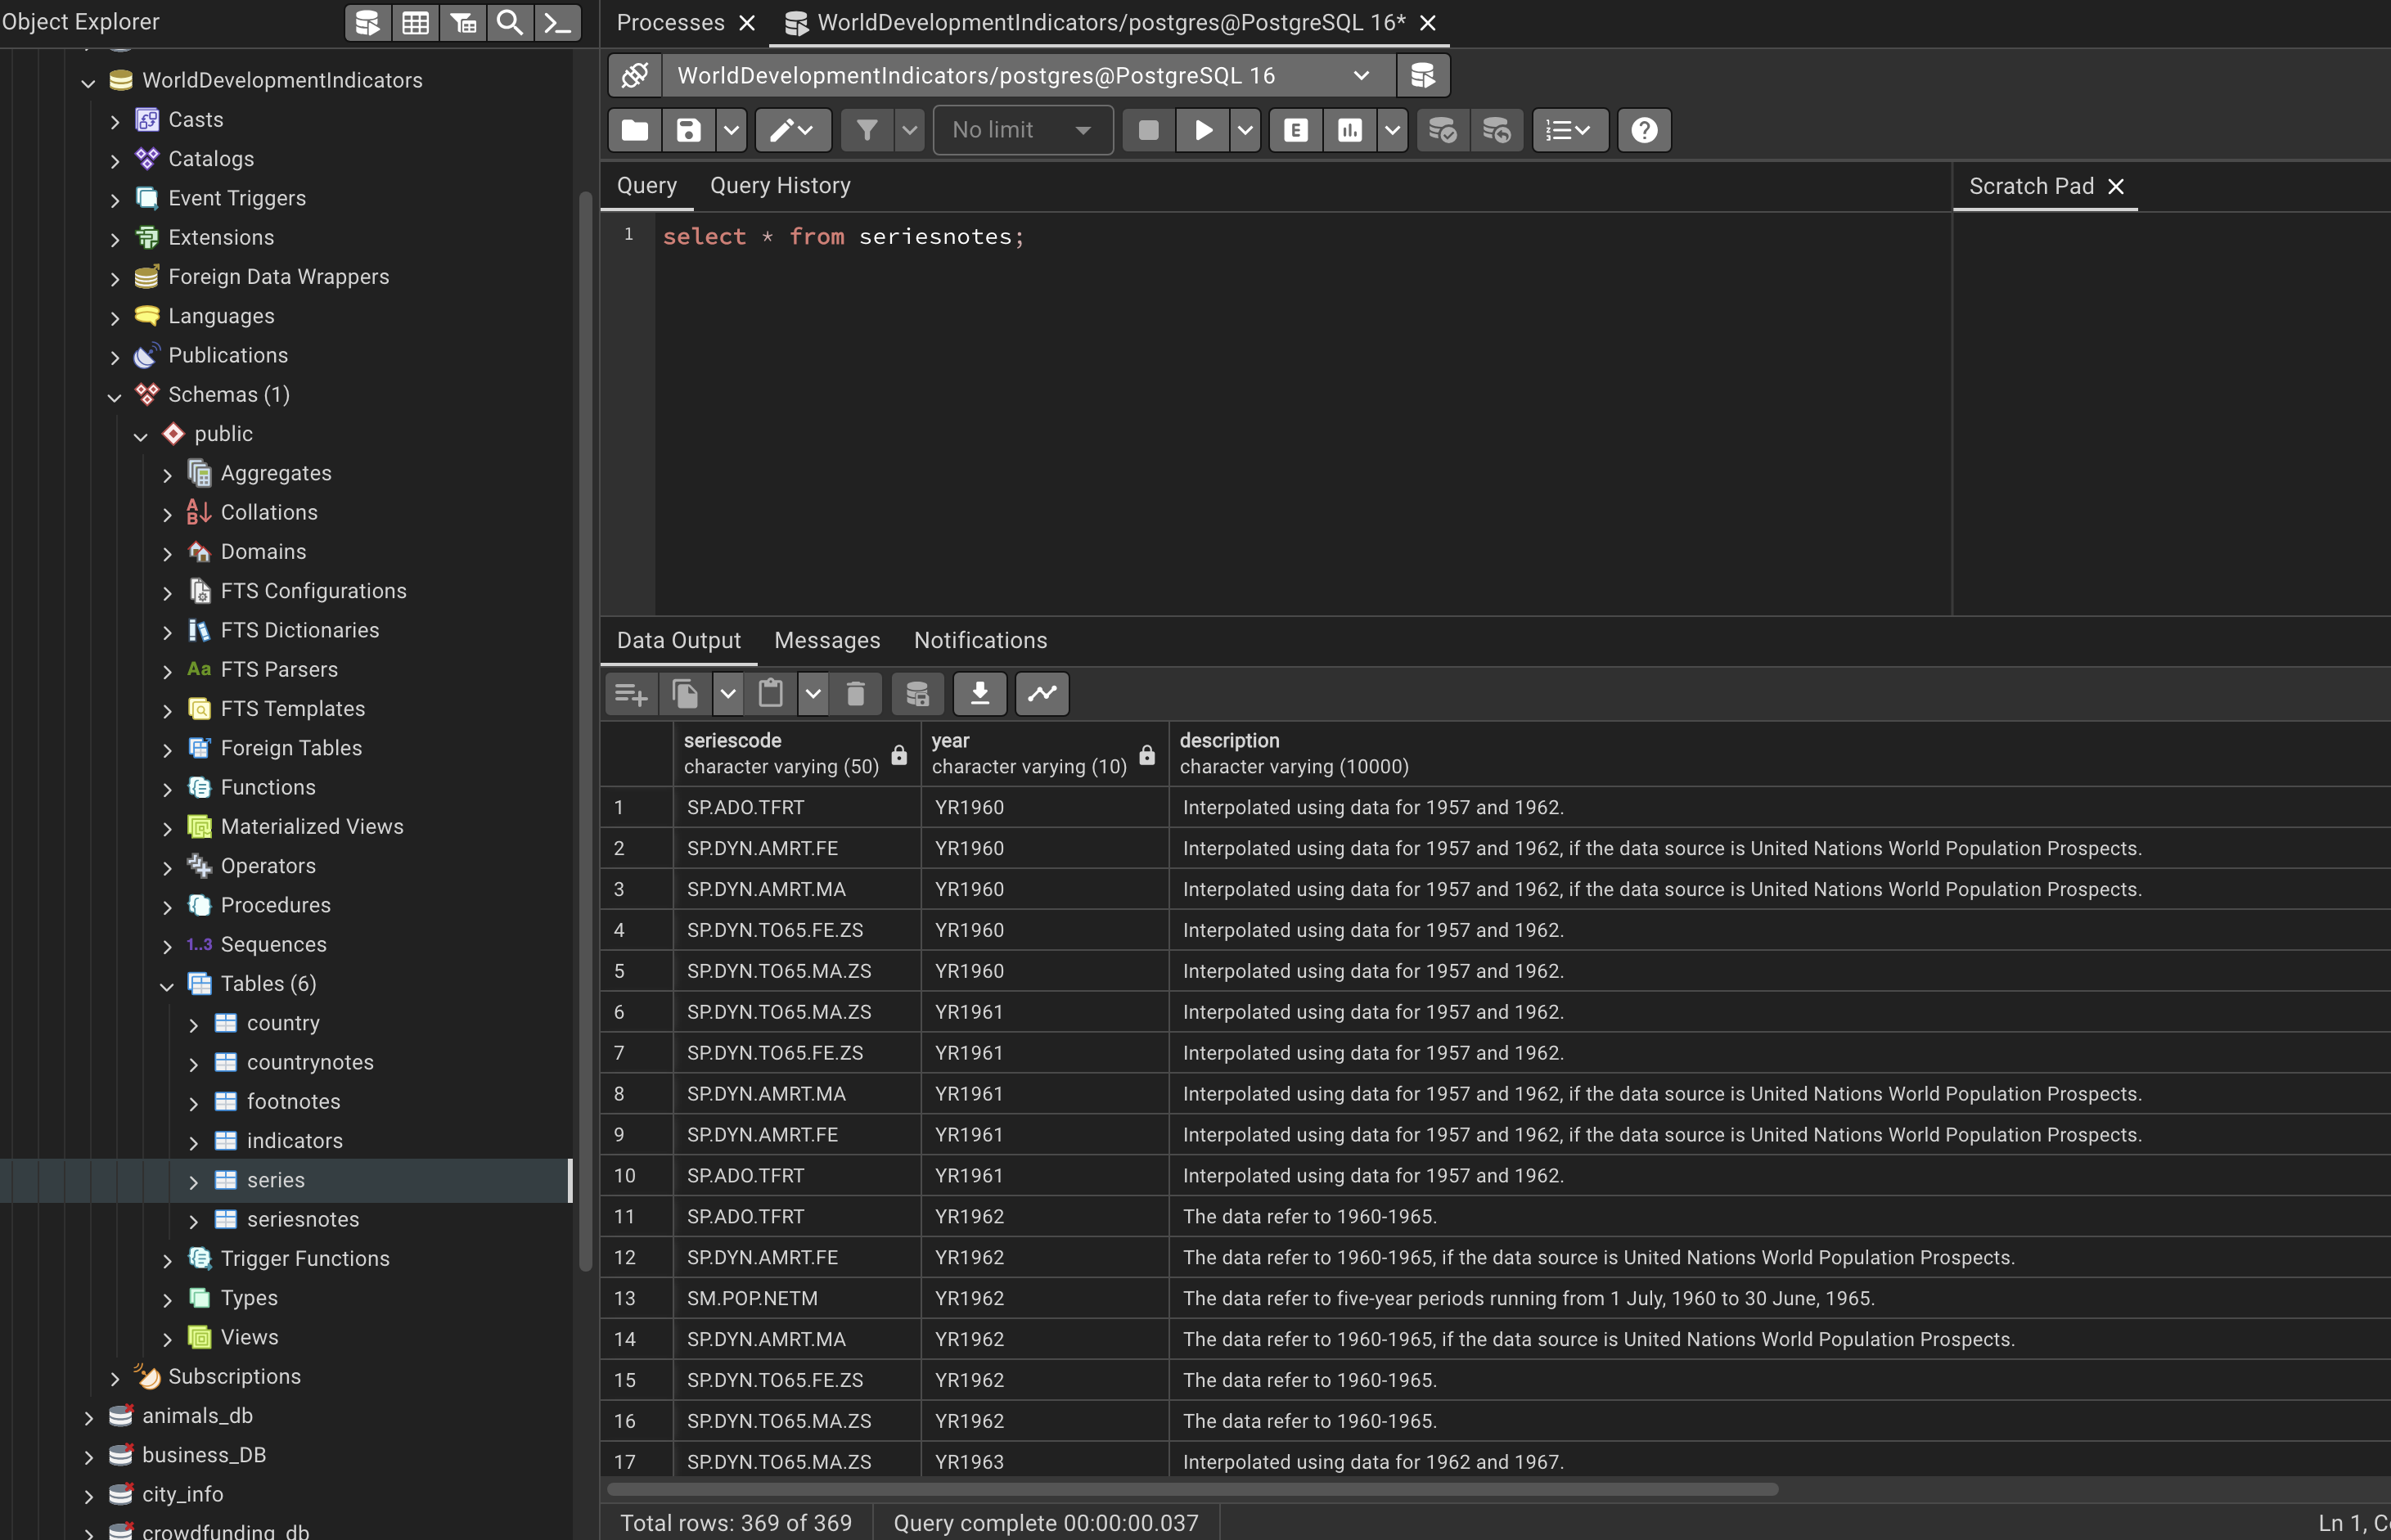 Object Explorer
WorldDevelopmentIndicators
Casts
Catalogs
Event Triggers
Extensions
Foreign Data Wrappers
Languages
Publications
Schemas (1)
public
Aggregates
Collations
Domains
FTS Configurations
FTS Dictionaries
Aa FTS Parsers
FTS Templates
Foreign Tables
Functions
Materialized Views
Operators
Procedures
1..3 Sequences
Tables (6)
country
countrynotes
footnotes
indicators
series
seriesnotes
Trigger Functions
Types
Views
Subscriptions
animals_db
business_DB
city_info
crowdfunding_db
Processes WorldDevelopmentIndicators/postgres@PostgreSQL 16*
WorldDevelopmentIndicators/postgres@PostgreSQL 16
No limit E
Query Query History Scratch Pad
1 select * from seriesnotes;
Data Output Messages Notifications
seriescode year description
character varying (50) character varying (10) character varying (10000)
1 SP.ADO.TFRT YR1960 Interpolated using data for 1957 and 1962.
2 SP.DYN.AMRT.FE YR1960 Interpolated using data for 1957 and 1962, if the data source is United Nations World Population Prospects.
3 SP.DYN.AMRT.MA YR1960 Interpolated using data for 1957 and 1962, if the data source is United Nations World Population Prospects.
4 SP.DYN.TO65.FE.ZS YR1960 Interpolated using data for 1957 and 1962.
5 SP.DYN.TO65.MA.ZS YR1960 Interpolated using data for 1957 and 1962.
6 SP.DYN.TO65.MA.ZS YR1961 Interpolated using data for 1957 and 1962.
7 SP.DYN.TO65.FE.ZS YR1961 Interpolated using data for 1957 and 1962.
8 SP.DYN.AMRT.MA YR1961 Interpolated using data for 1957 and 1962, if the data source is United Nations World Population Prospects.
9 SP.DYN.AMRT.FE YR1961 Interpolated using data for 1957 and 1962, if the data source is United Nations World Population Prospects.
10 SP.ADO.TFRT YR1961 Interpolated using data for 1957 and 1962.
11 SP.ADO.TFRT YR1962 The data refer to 1960-1965.
12 SP.DYN.AMRT.FE YR1962 The data refer to 1960-1965, if the data source is United Nations World Population Prospects.
13 SM.POP.NETM YR1962 The data refer to five-year periods running from 1 July, 1960 to 30 June, 1965.
14 SP.DYN.AMRT.MA YR1962 The data refer to 1960-1965, if the data source is United Nations World Population Prospects.
15 SP.DYN.TO65.FE.ZS YR1962 The data refer to 1960-1965.
16 SP.DYN.TO65.MA.ZS YR1962 The data refer to 1960-1965.
17 SP.DYN.TO65.MA.ZS YR1963 Interpolated using data for 1962 and 1967.
Total rows: 369 of 369 Query complete 00:00:00.037 Ln 1,